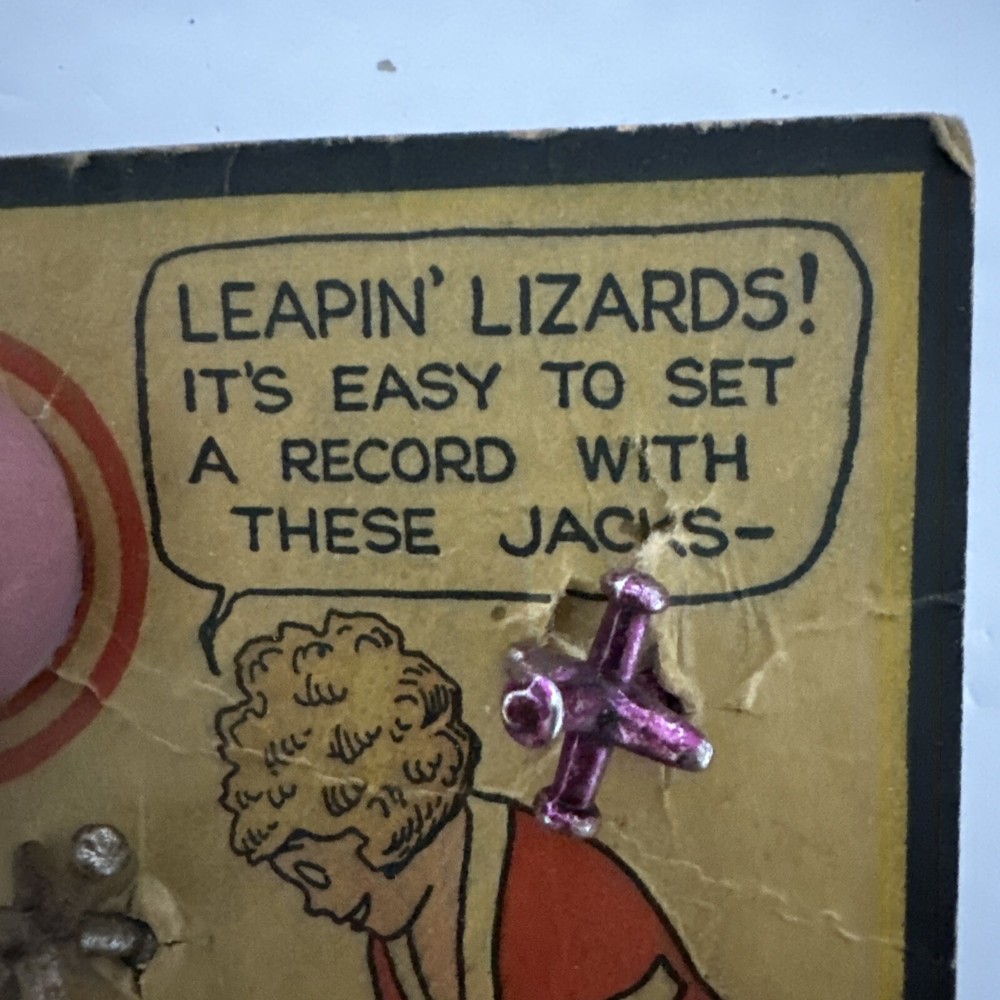 LEAPIN' LIZARDS!
IT'S EASY TO SET
A RECORD WITH
THESE JACKS-